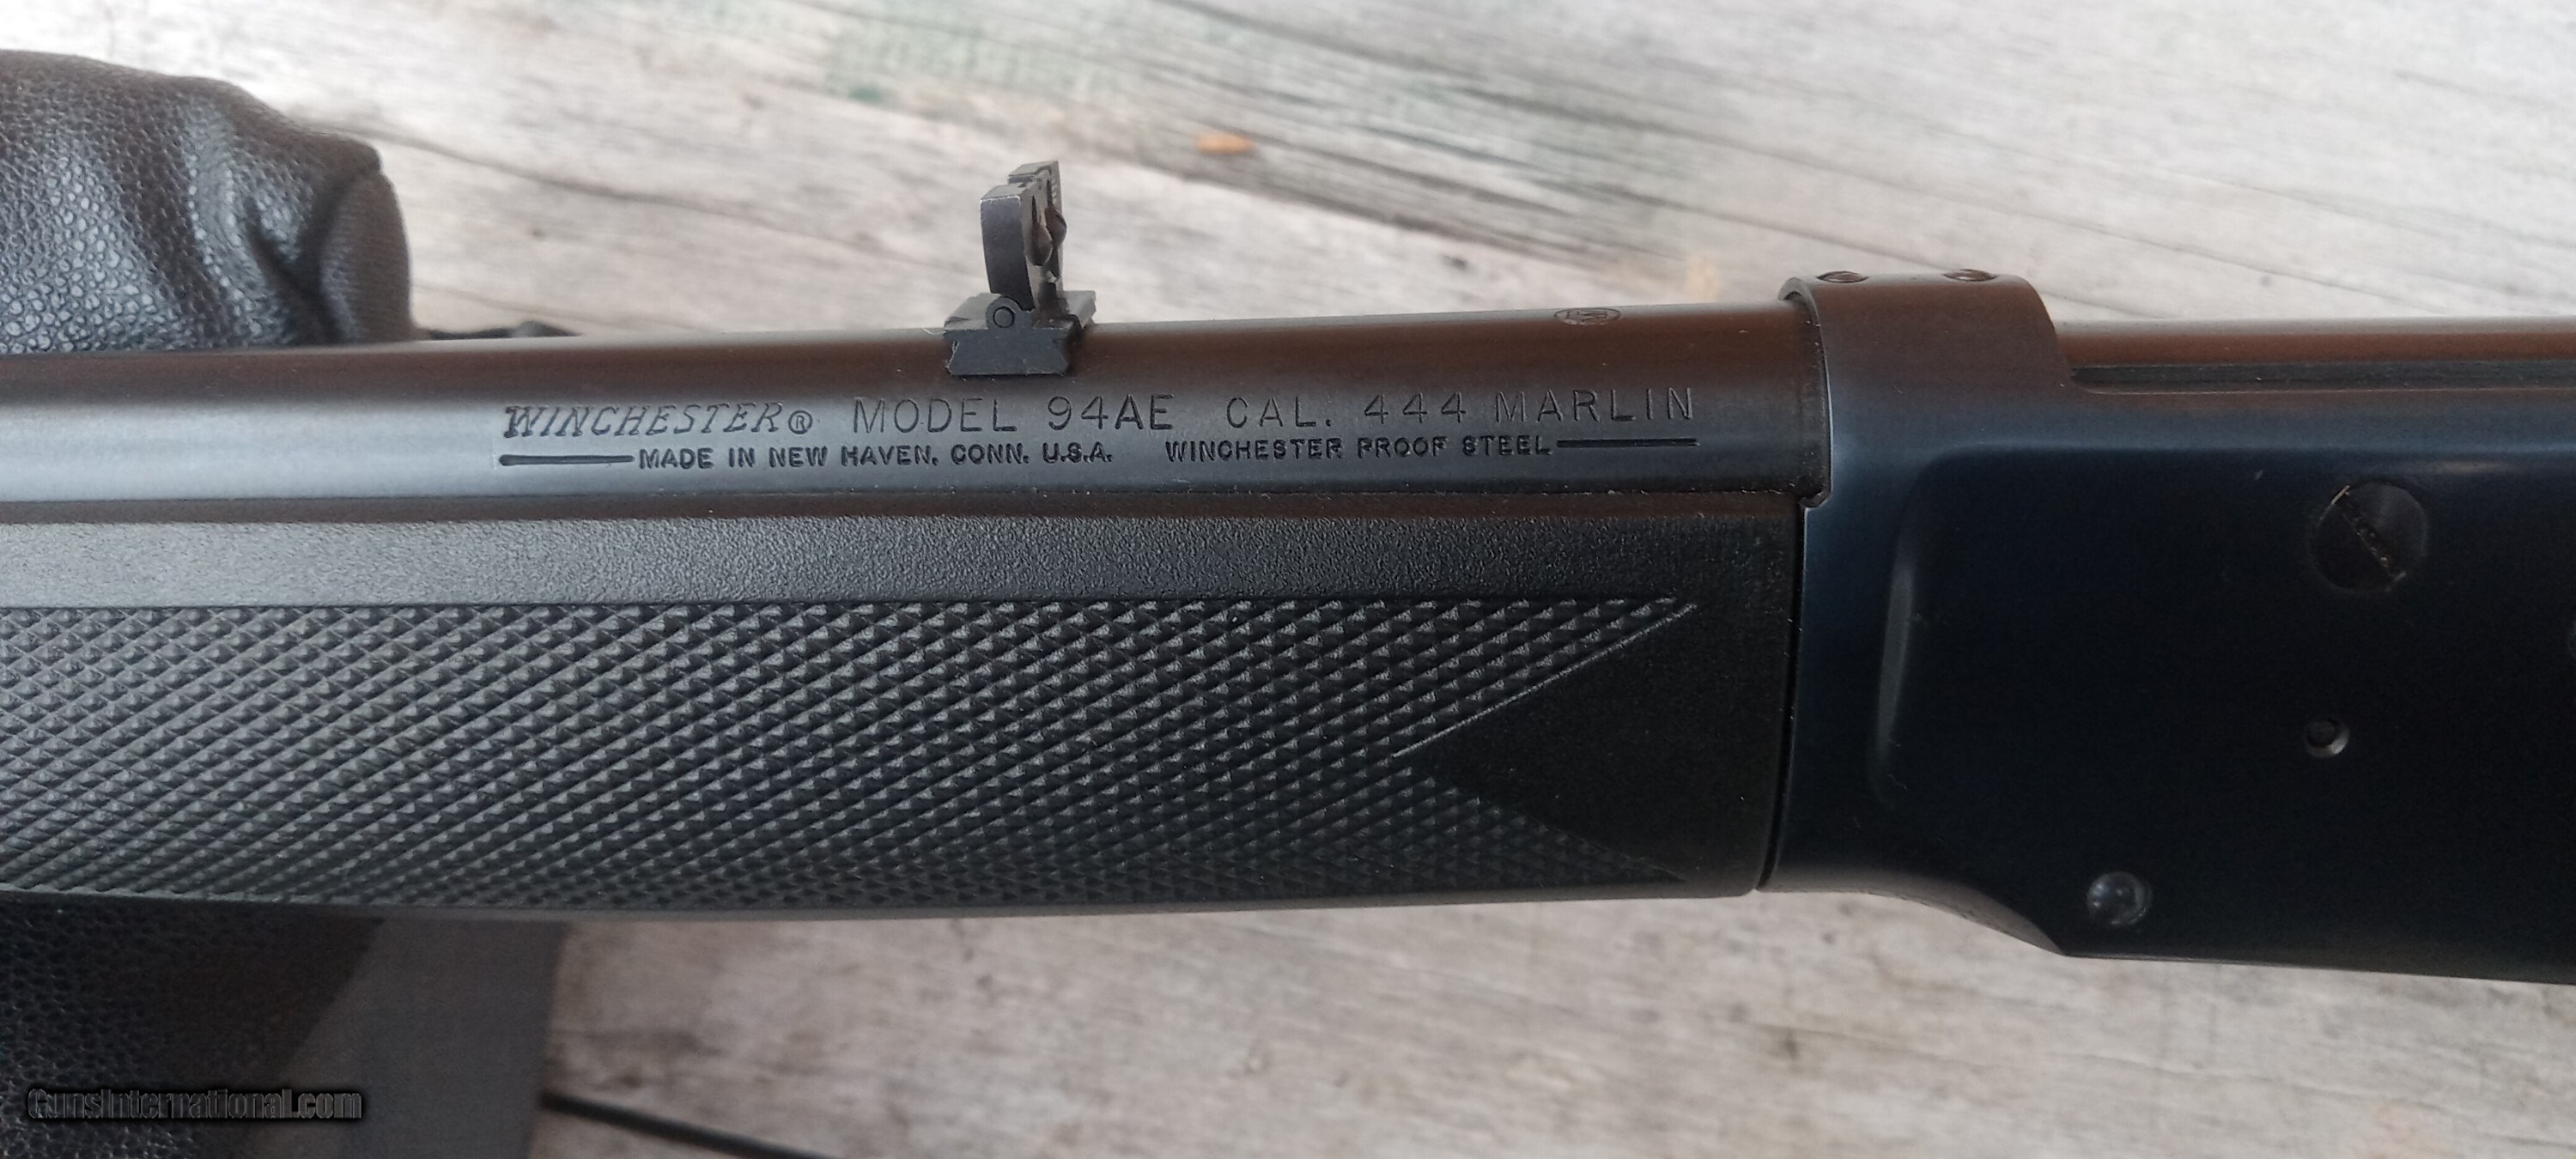 WINCHESTER® MODEL 94AE CAL. 444 MARLIN
MADE IN NEW HAVEN, CONN. U.S.A. WINCHESTER PROOF STEEL
GunsInternational.com